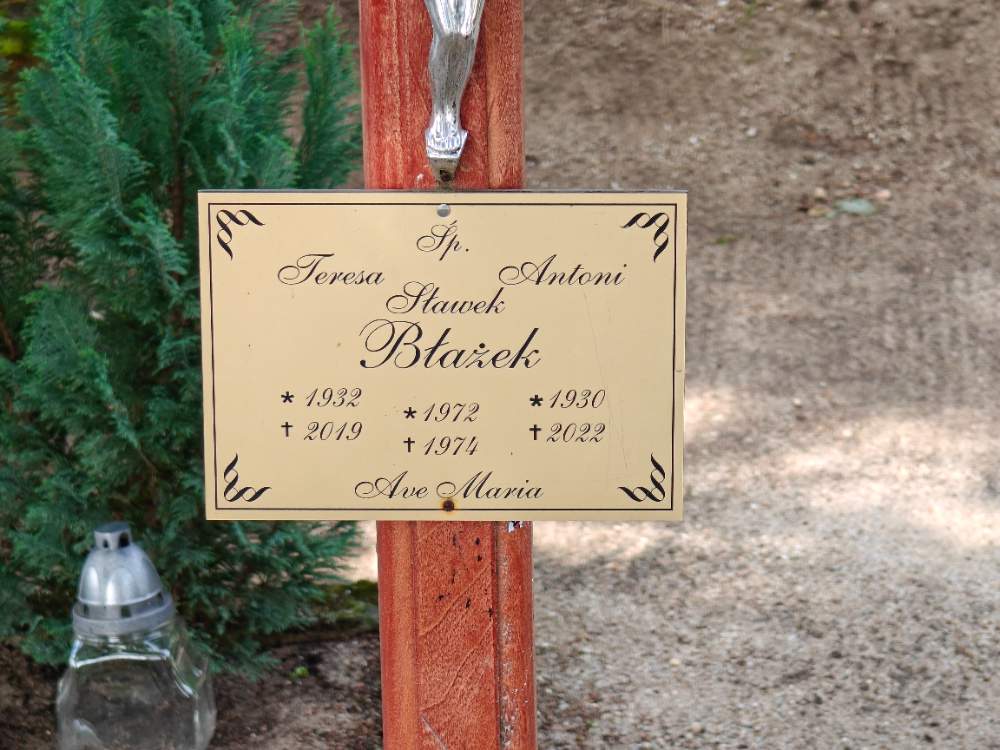 Śp.
Teresa Antoni
Sławek
Błażek
* 1932 * 1972 * 1930
† 2019 † 1974 † 2022
Ave Maria